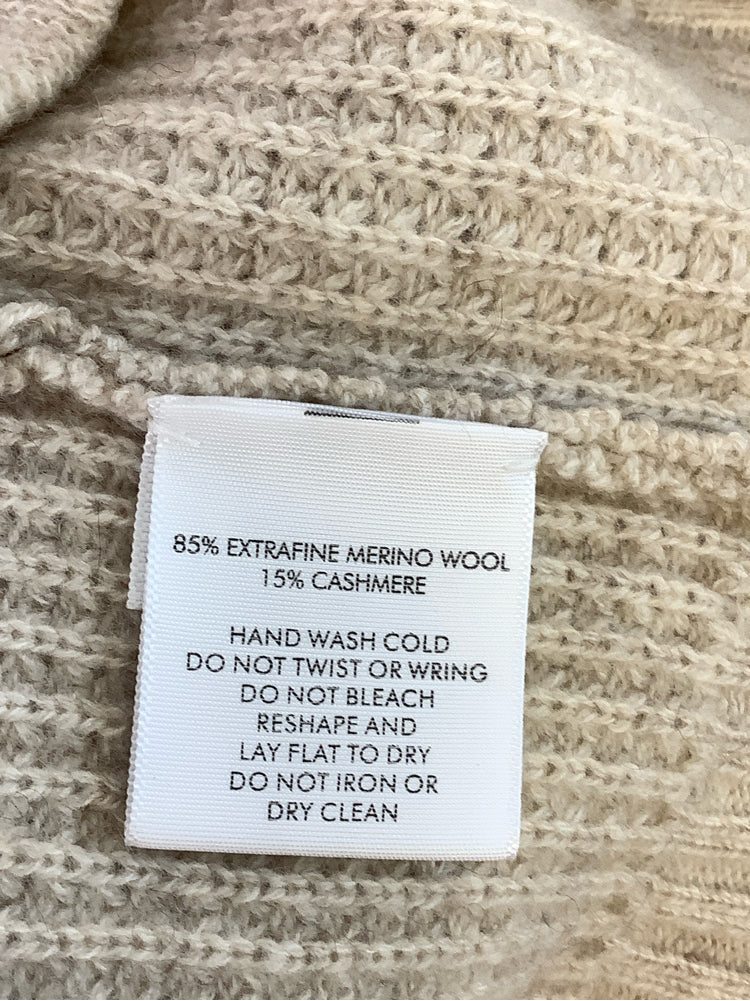 85% EXTRAFINE MERINO WOOL
15% CASHMERE
HAND WASH COLD
DO NOT TWIST OR WRING
DO NOT BLEACH
RESHAPE AND
LAY FLAT TO DRY
DO NOT IRON OR
DRY CLEAN